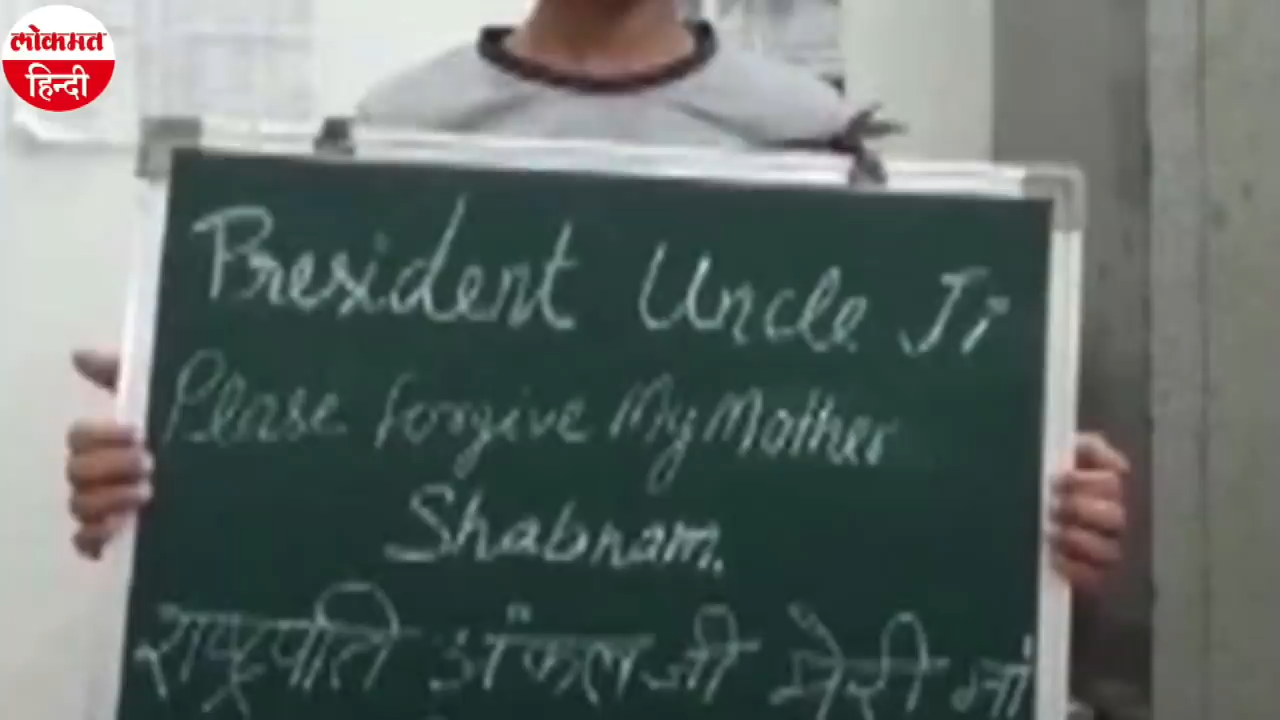 लोकमत
हिन्दी
President Uncle Ji
Please forgive My Mother
Shabnam.
राष्ट्रपति अंकल जी मेरी मां